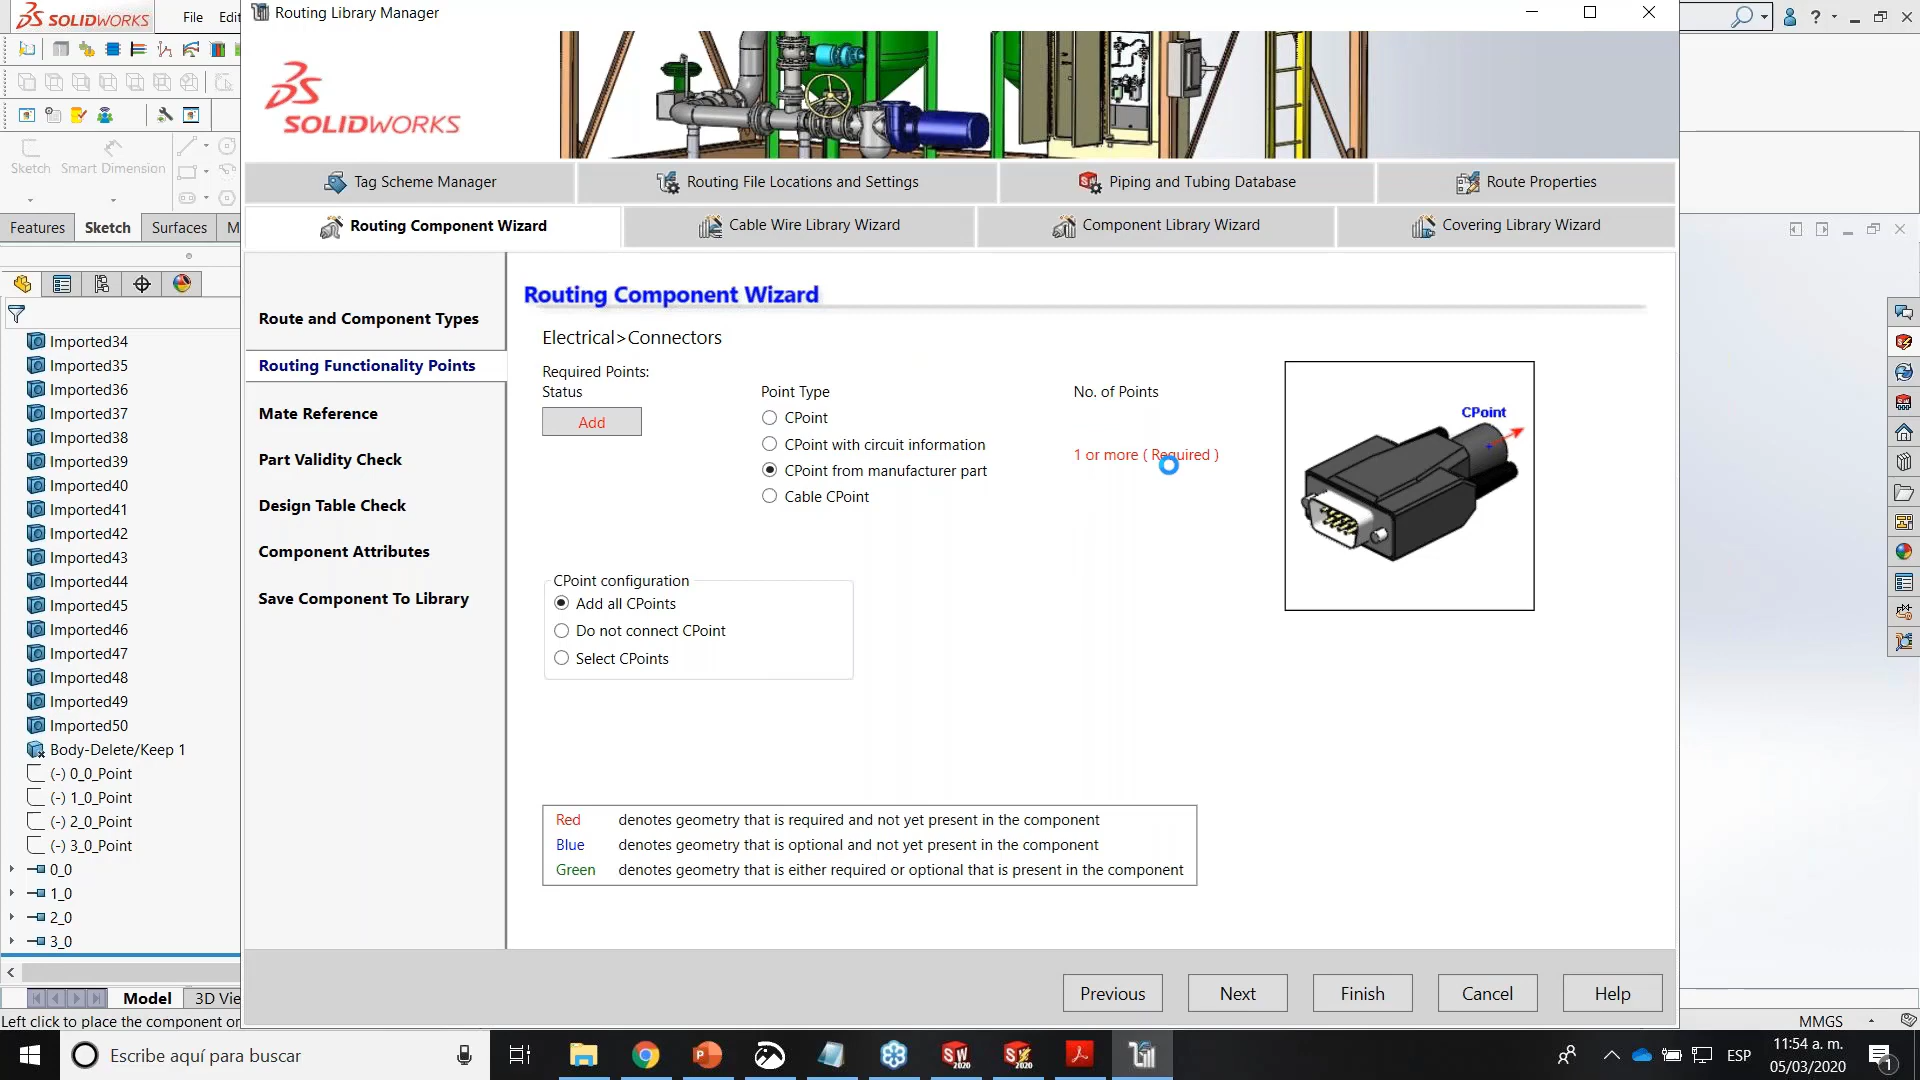 SOLIDWORKS
File
Edit
Routing Library Manager
?
SOLIDWORKS
Sketch
Smart Dimension
Tag Scheme Manager
Routing File Locations and Settings
Piping and Tubing Database
Route Properties
Features
Sketch
Surfaces
Routing Component Wizard
Cable Wire Library Wizard
Component Library Wizard
Covering Library Wizard
Routing Component Wizard
Route and Component Types
Electrical>Connectors
Routing Functionality Points
Required Points:
Status
Point Type
No. of Points
Add
CPoint
CPoint with circuit information
CPoint from manufacturer part
Cable CPoint
1 or more ( Required )
CPoint
Mate Reference
Part Validity Check
Design Table Check
Component Attributes
Save Component To Library
CPoint configuration
Add all CPoints
Do not connect CPoint
Select CPoints
Imported34
Imported35
Imported36
Imported37
Imported38
Imported39
Imported40
Imported41
Imported42
Imported43
Imported44
Imported45
Imported46
Imported47
Imported48
Imported49
Imported50
Body-Delete/Keep 1
(-) 0_0_Point
(-) 1_0_Point
(-) 2_0_Point
(-) 3_0_Point
0_0
1_0
2_0
3_0
Red denotes geometry that is required and not yet present in the component
Blue denotes geometry that is optional and not yet present in the component
Green denotes geometry that is either required or optional that is present in the component
Previous
Next
Finish
Cancel
Help
Model
3D Vie
Left click to place the component or
MMGS
Escribe aquí para buscar
SW 2020
2020
ESP
11:54 a. m.
05/03/2020
1